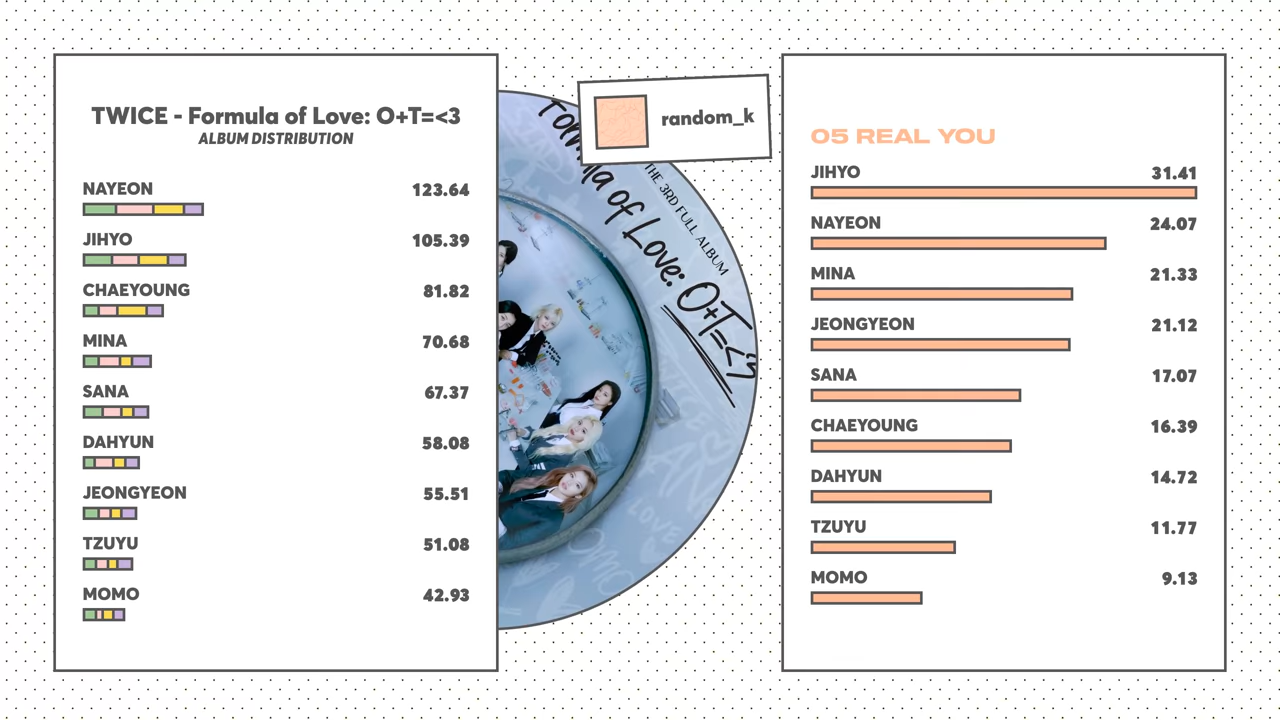 TWICE - Formula of Love: O+T=<3
ALBUM DISTRIBUTION
NAYEON 123.64
JIHYO 105.39
CHAEYOUNG 81.82
MINA 70.68
SANA 67.37
DAHYUN 58.08
JEONGYEON 55.51
TZUYU 51.08
MOMO 42.93
random_k
Formula of Love: O+T=<3
THE 3RD FULL ALBUM
LOVE
05 REAL YOU
JIHYO 31.41
NAYEON 24.07
MINA 21.33
JEONGYEON 21.12
SANA 17.07
CHAEYOUNG 16.39
DAHYUN 14.72
TZUYU 11.77
MOMO 9.13